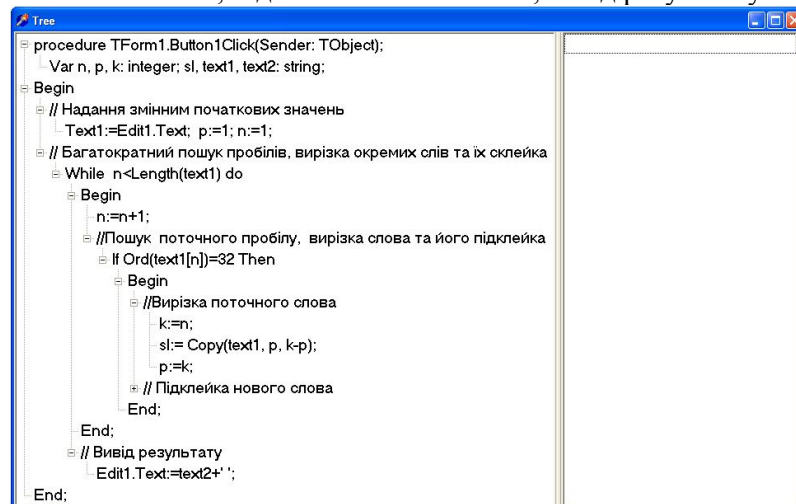 Tree
procedure TForm1.Button1Click(Sender: TObject);
Var n, p, k: integer; sl, text1, text2: string;
Begin
// Надання змінним початкових значень
Text1:=Edit1.Text; p:=1; n:=1;
// Багатократний пошук пробілів, вирізка окремих слів та їх склейка
While n<Length(text1) do
Begin
n:=n+1;
//Пошук поточного пробілу, вирізка слова та його підклейка
If Ord(text1[n])=32 Then
Begin
//Вирізка поточного слова
k:=n;
sl:= Copy(text1, p, k-p);
p:=k;
// Підклейка нового слова
End;
End;
// Вивід результату
Edit1.Text:=text2+' ';
End;